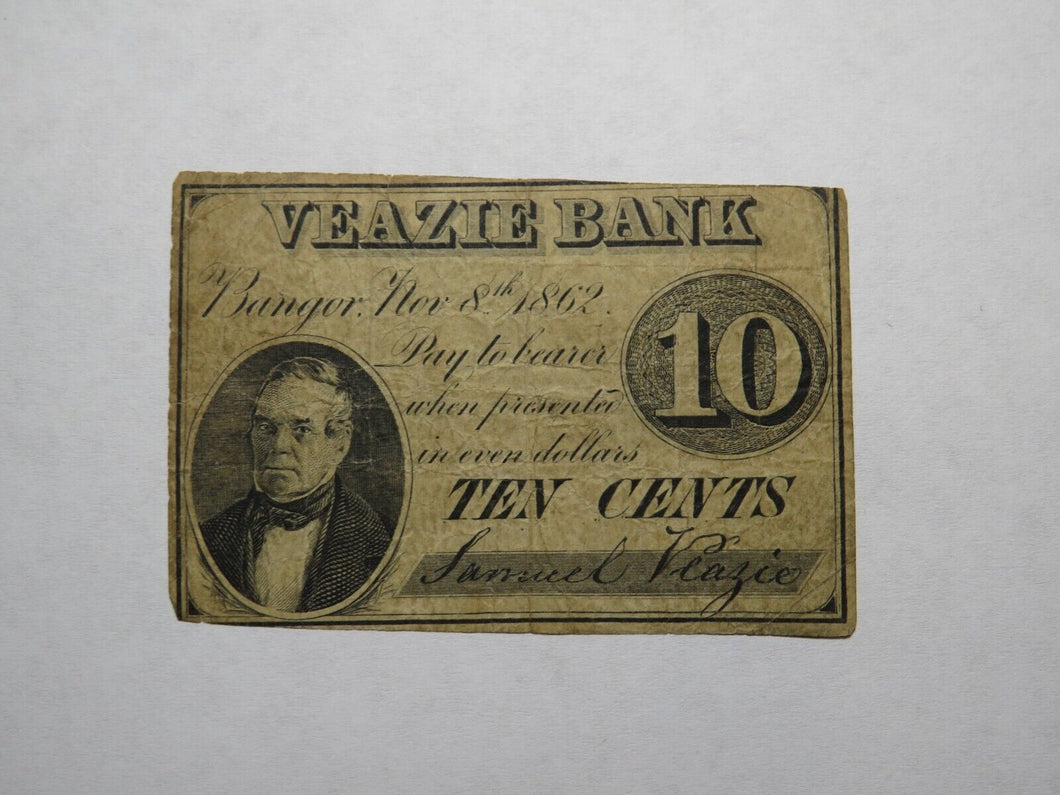 VEAZIE BANK
Bangor, Nov 8th 1862.
Pay to bearer
when presented
in even dollars
10
TEN CENTS
Samuel Veazie